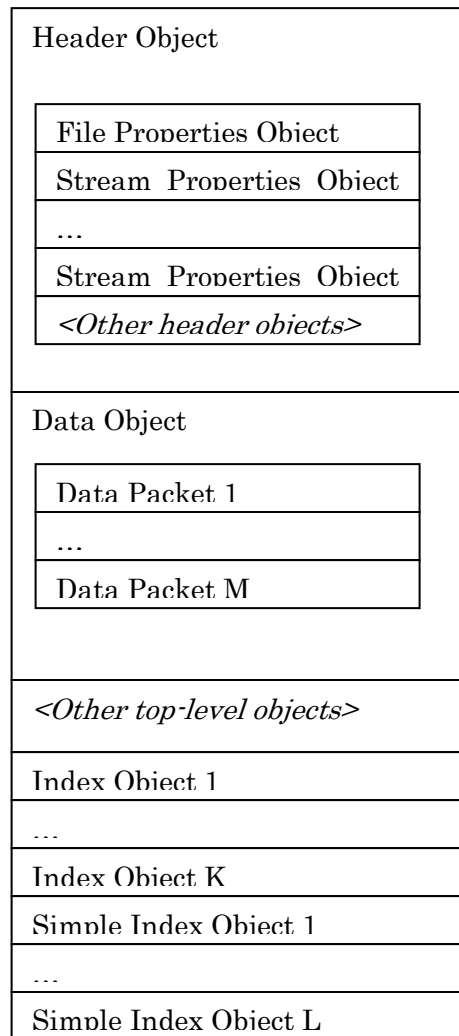 Header Object
File Properties Object
Stream Properties Object
...
Stream Properties Object
<Other header objects>
Data Object
Data Packet 1
...
Data Packet M
<Other top-level objects>
Index Object 1
...
Index Object K
Simple Index Object 1
...
Simple Index Object L